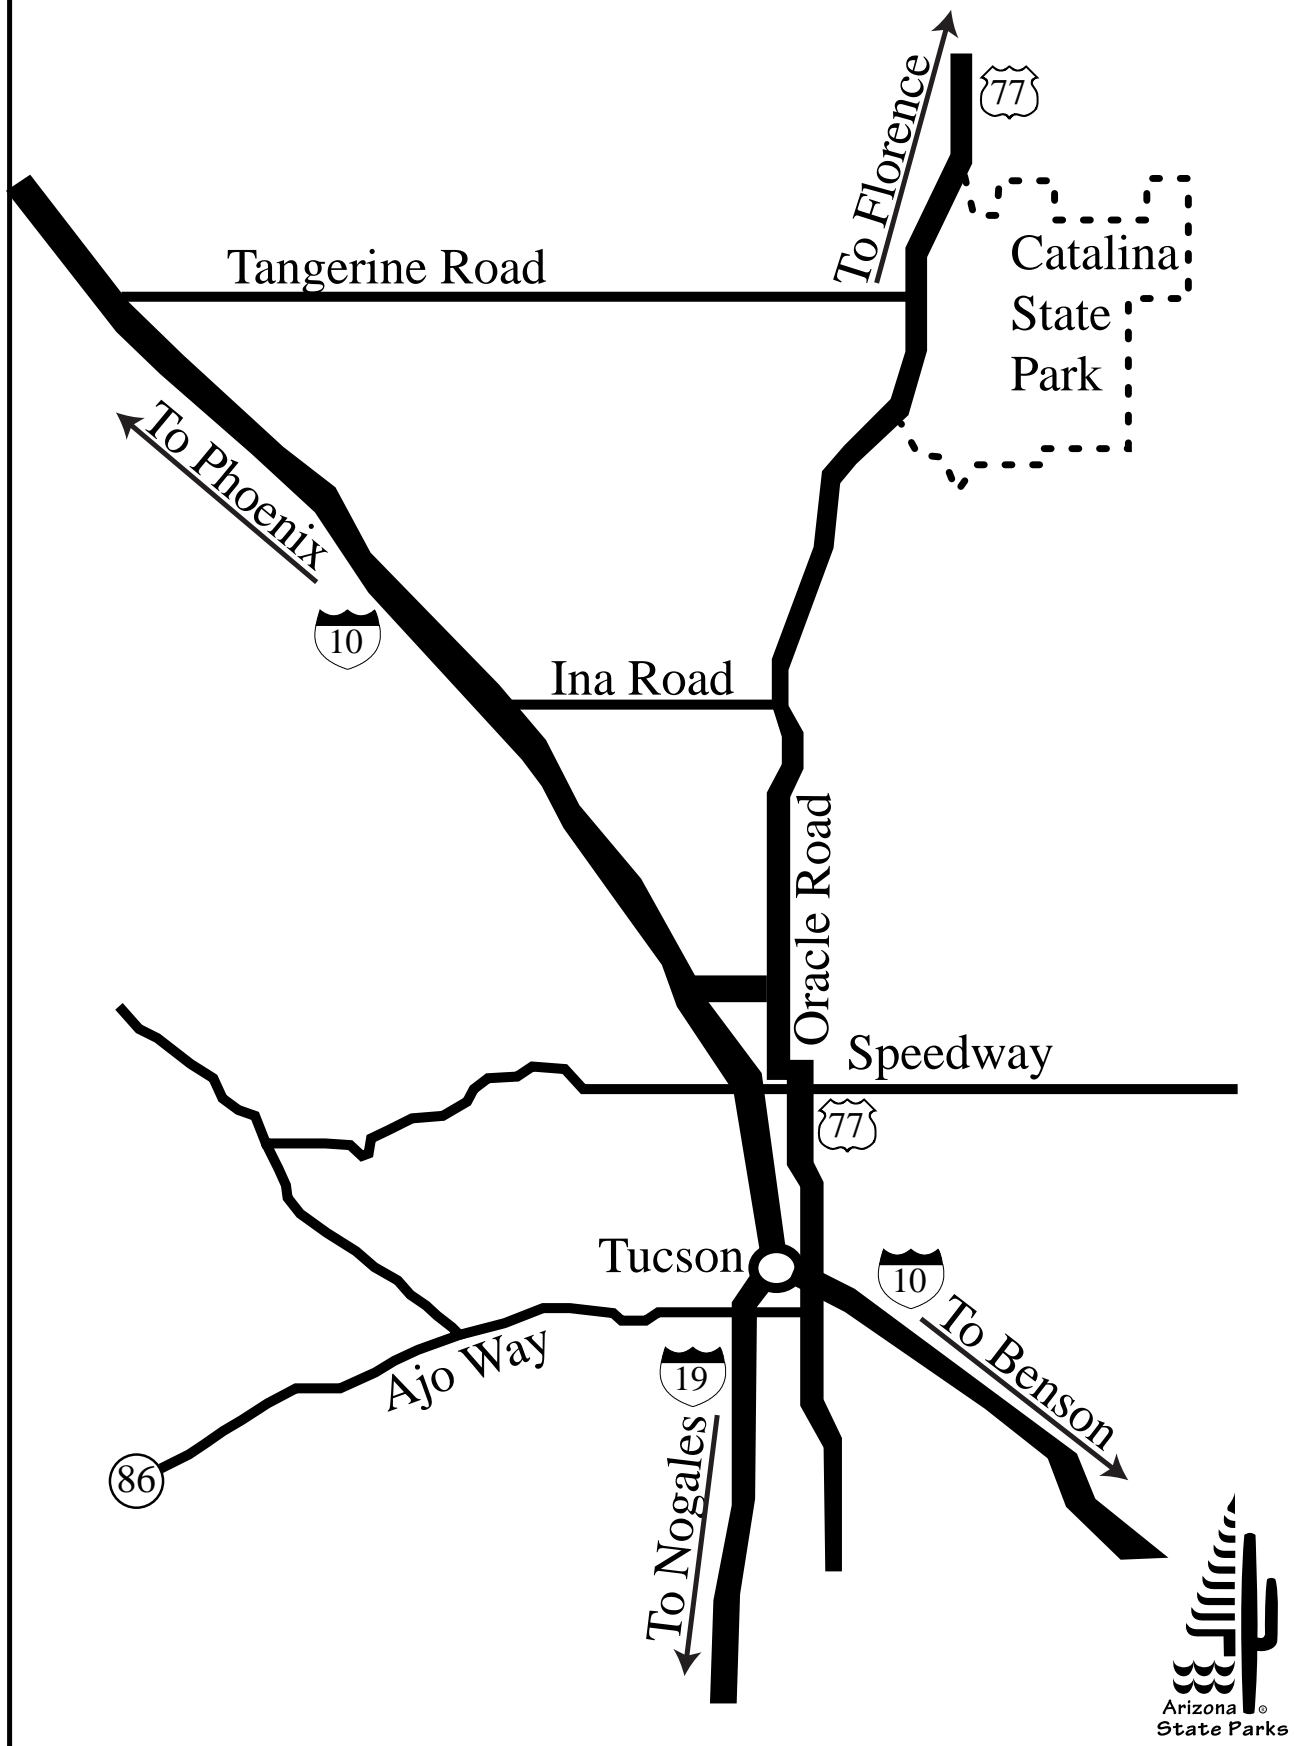 77
To Florence
Catalina
State
Park
Tangerine Road
To Phoenix
10
Ina Road
Oracle Road
Speedway
77
Tucson
10
To Benson
Ajo Way
19
To Nogales
86
Arizona ®
State Parks